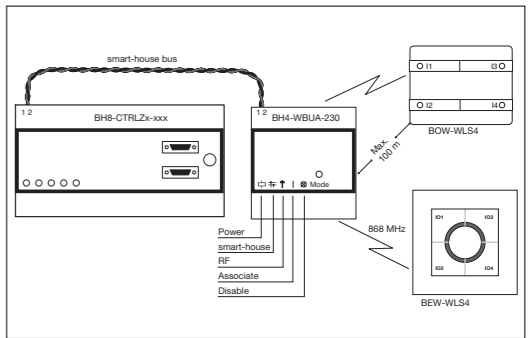 smart-house bus
1 2
BH8-CTRLZx-xxx
1 2
BH4-WBUA-230
Mode
Power
smart-house
RF
Associate
Disable
I1
I3
I2
I4
BOW-WLS4
Max.
100 m
868 MHz
IO1
IO3
IO2
IO4
BEW-WLS4